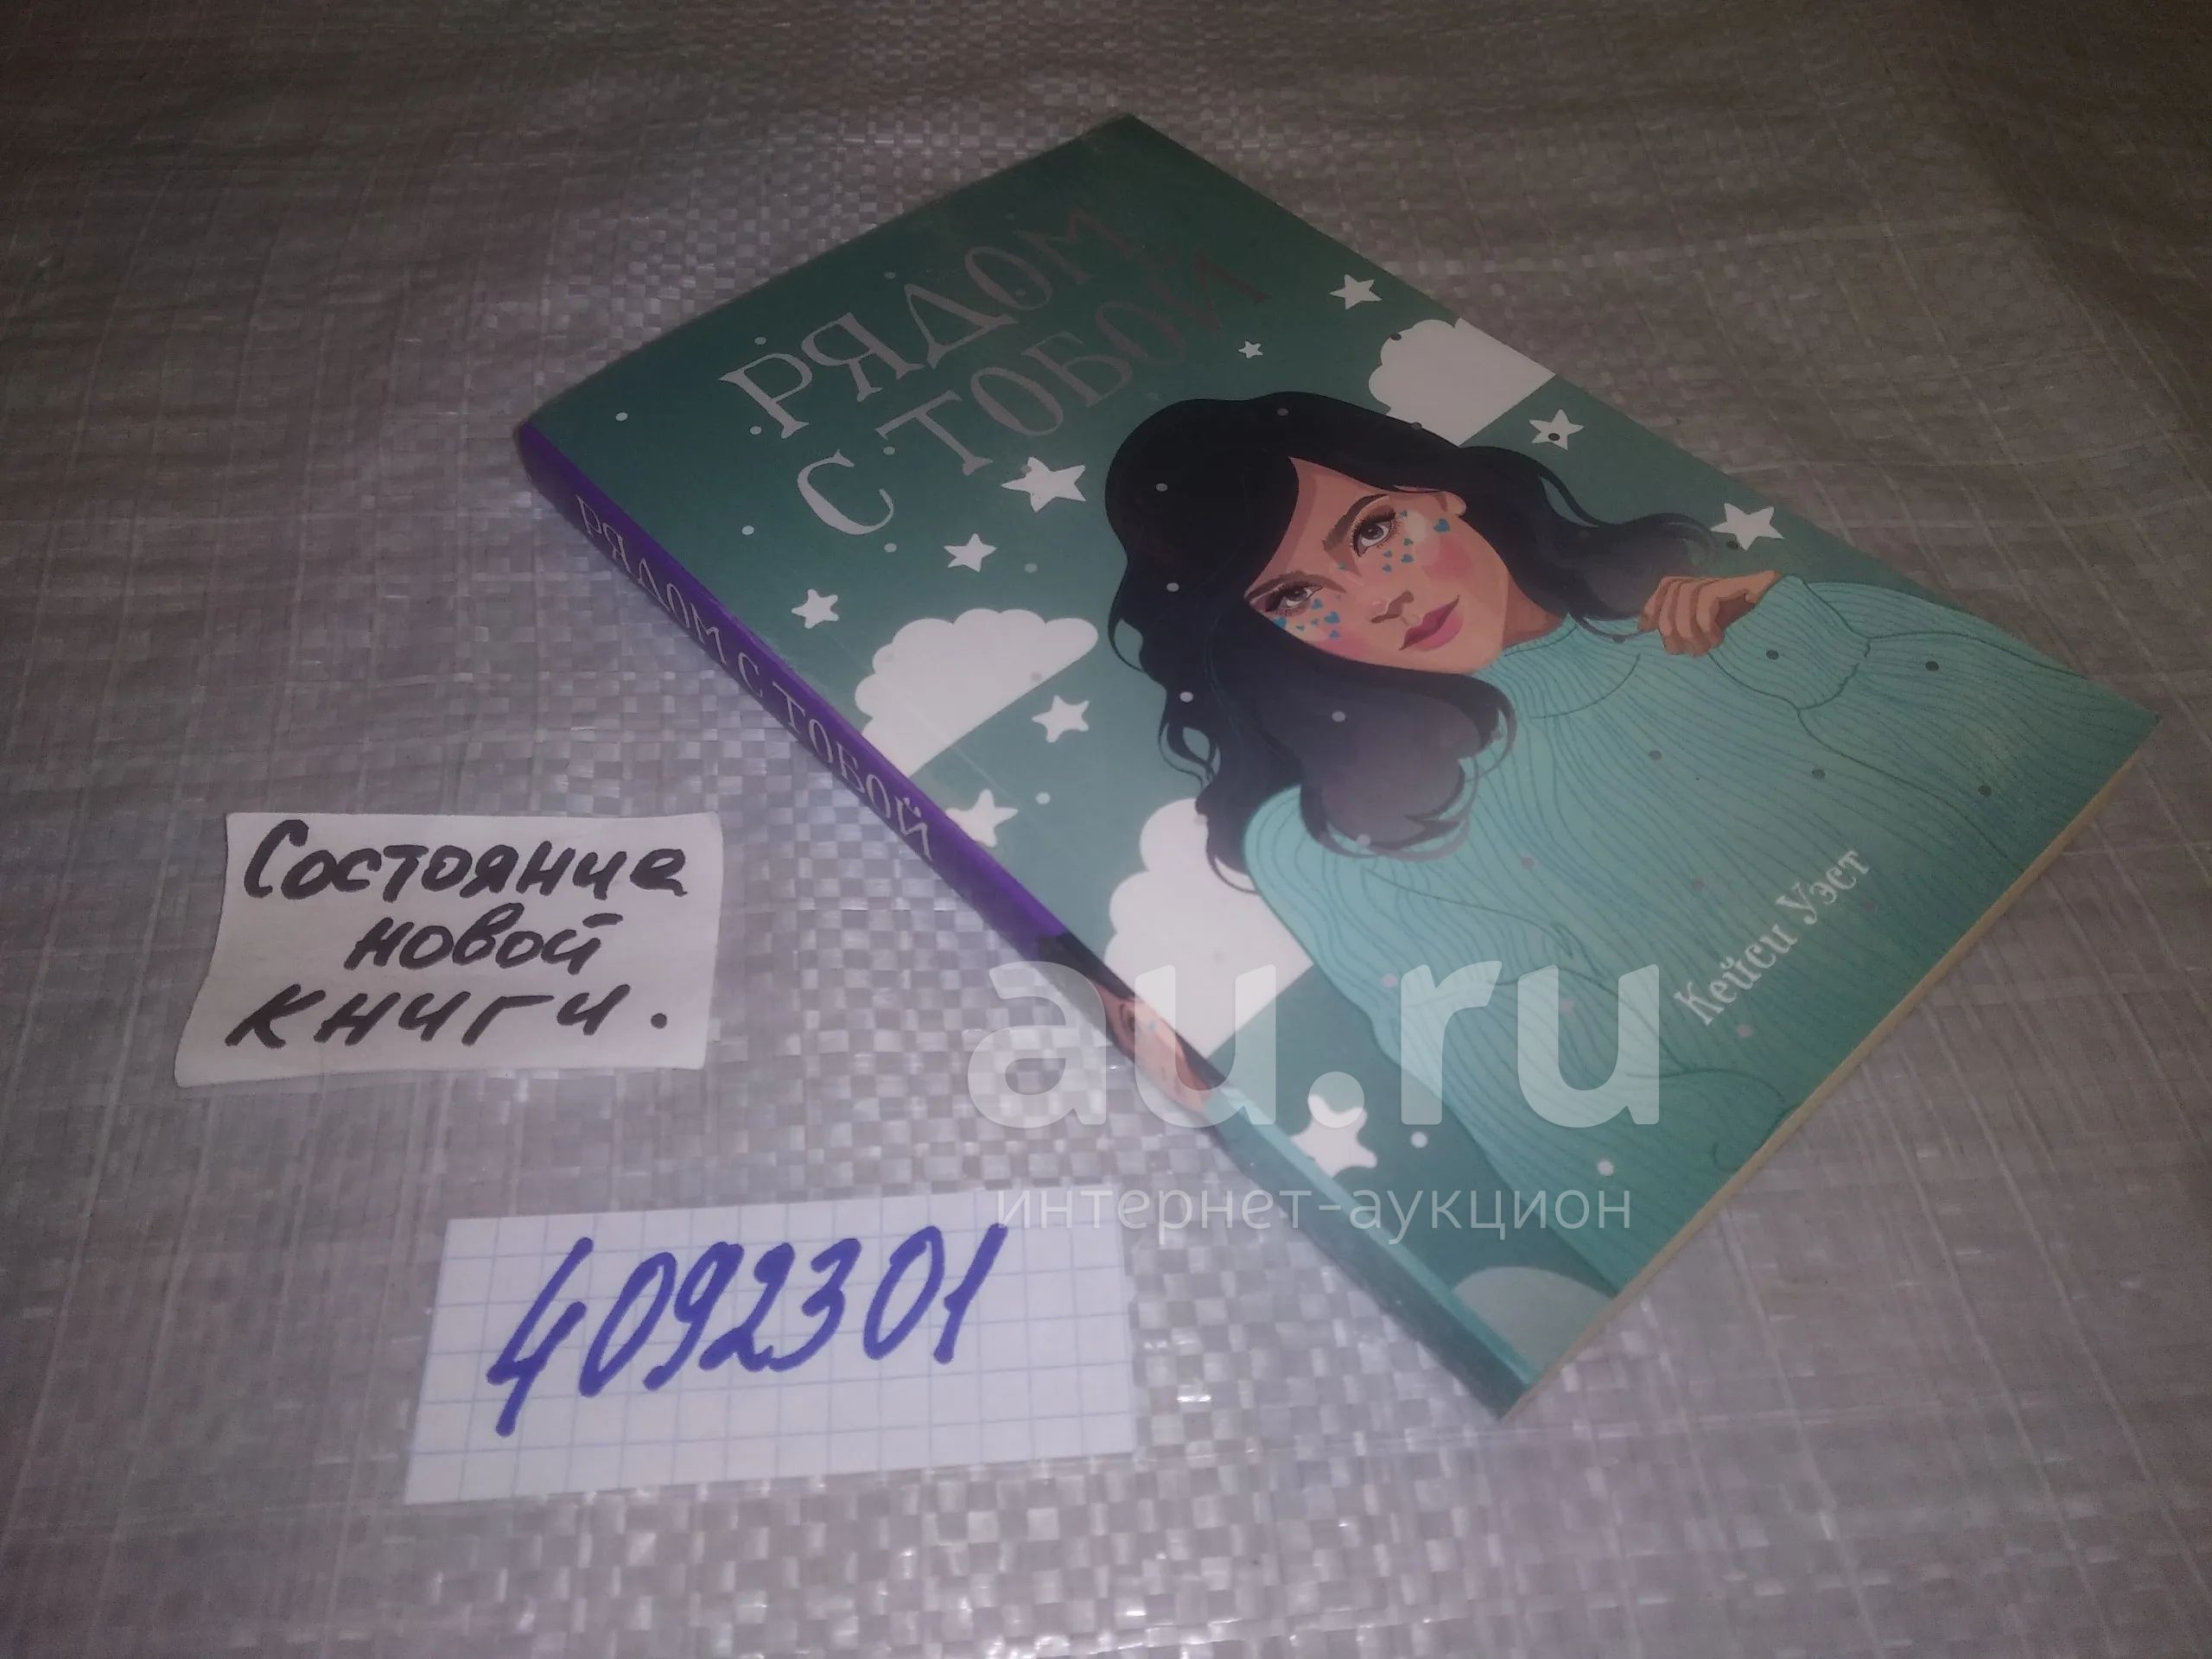 РЯДОМ
С ТОБОЙ
РЯДОМ С ТОБОЙ
Кейси Уэст
Состояние
новой
книги.
au.ru
интернет-аукцион
4092301